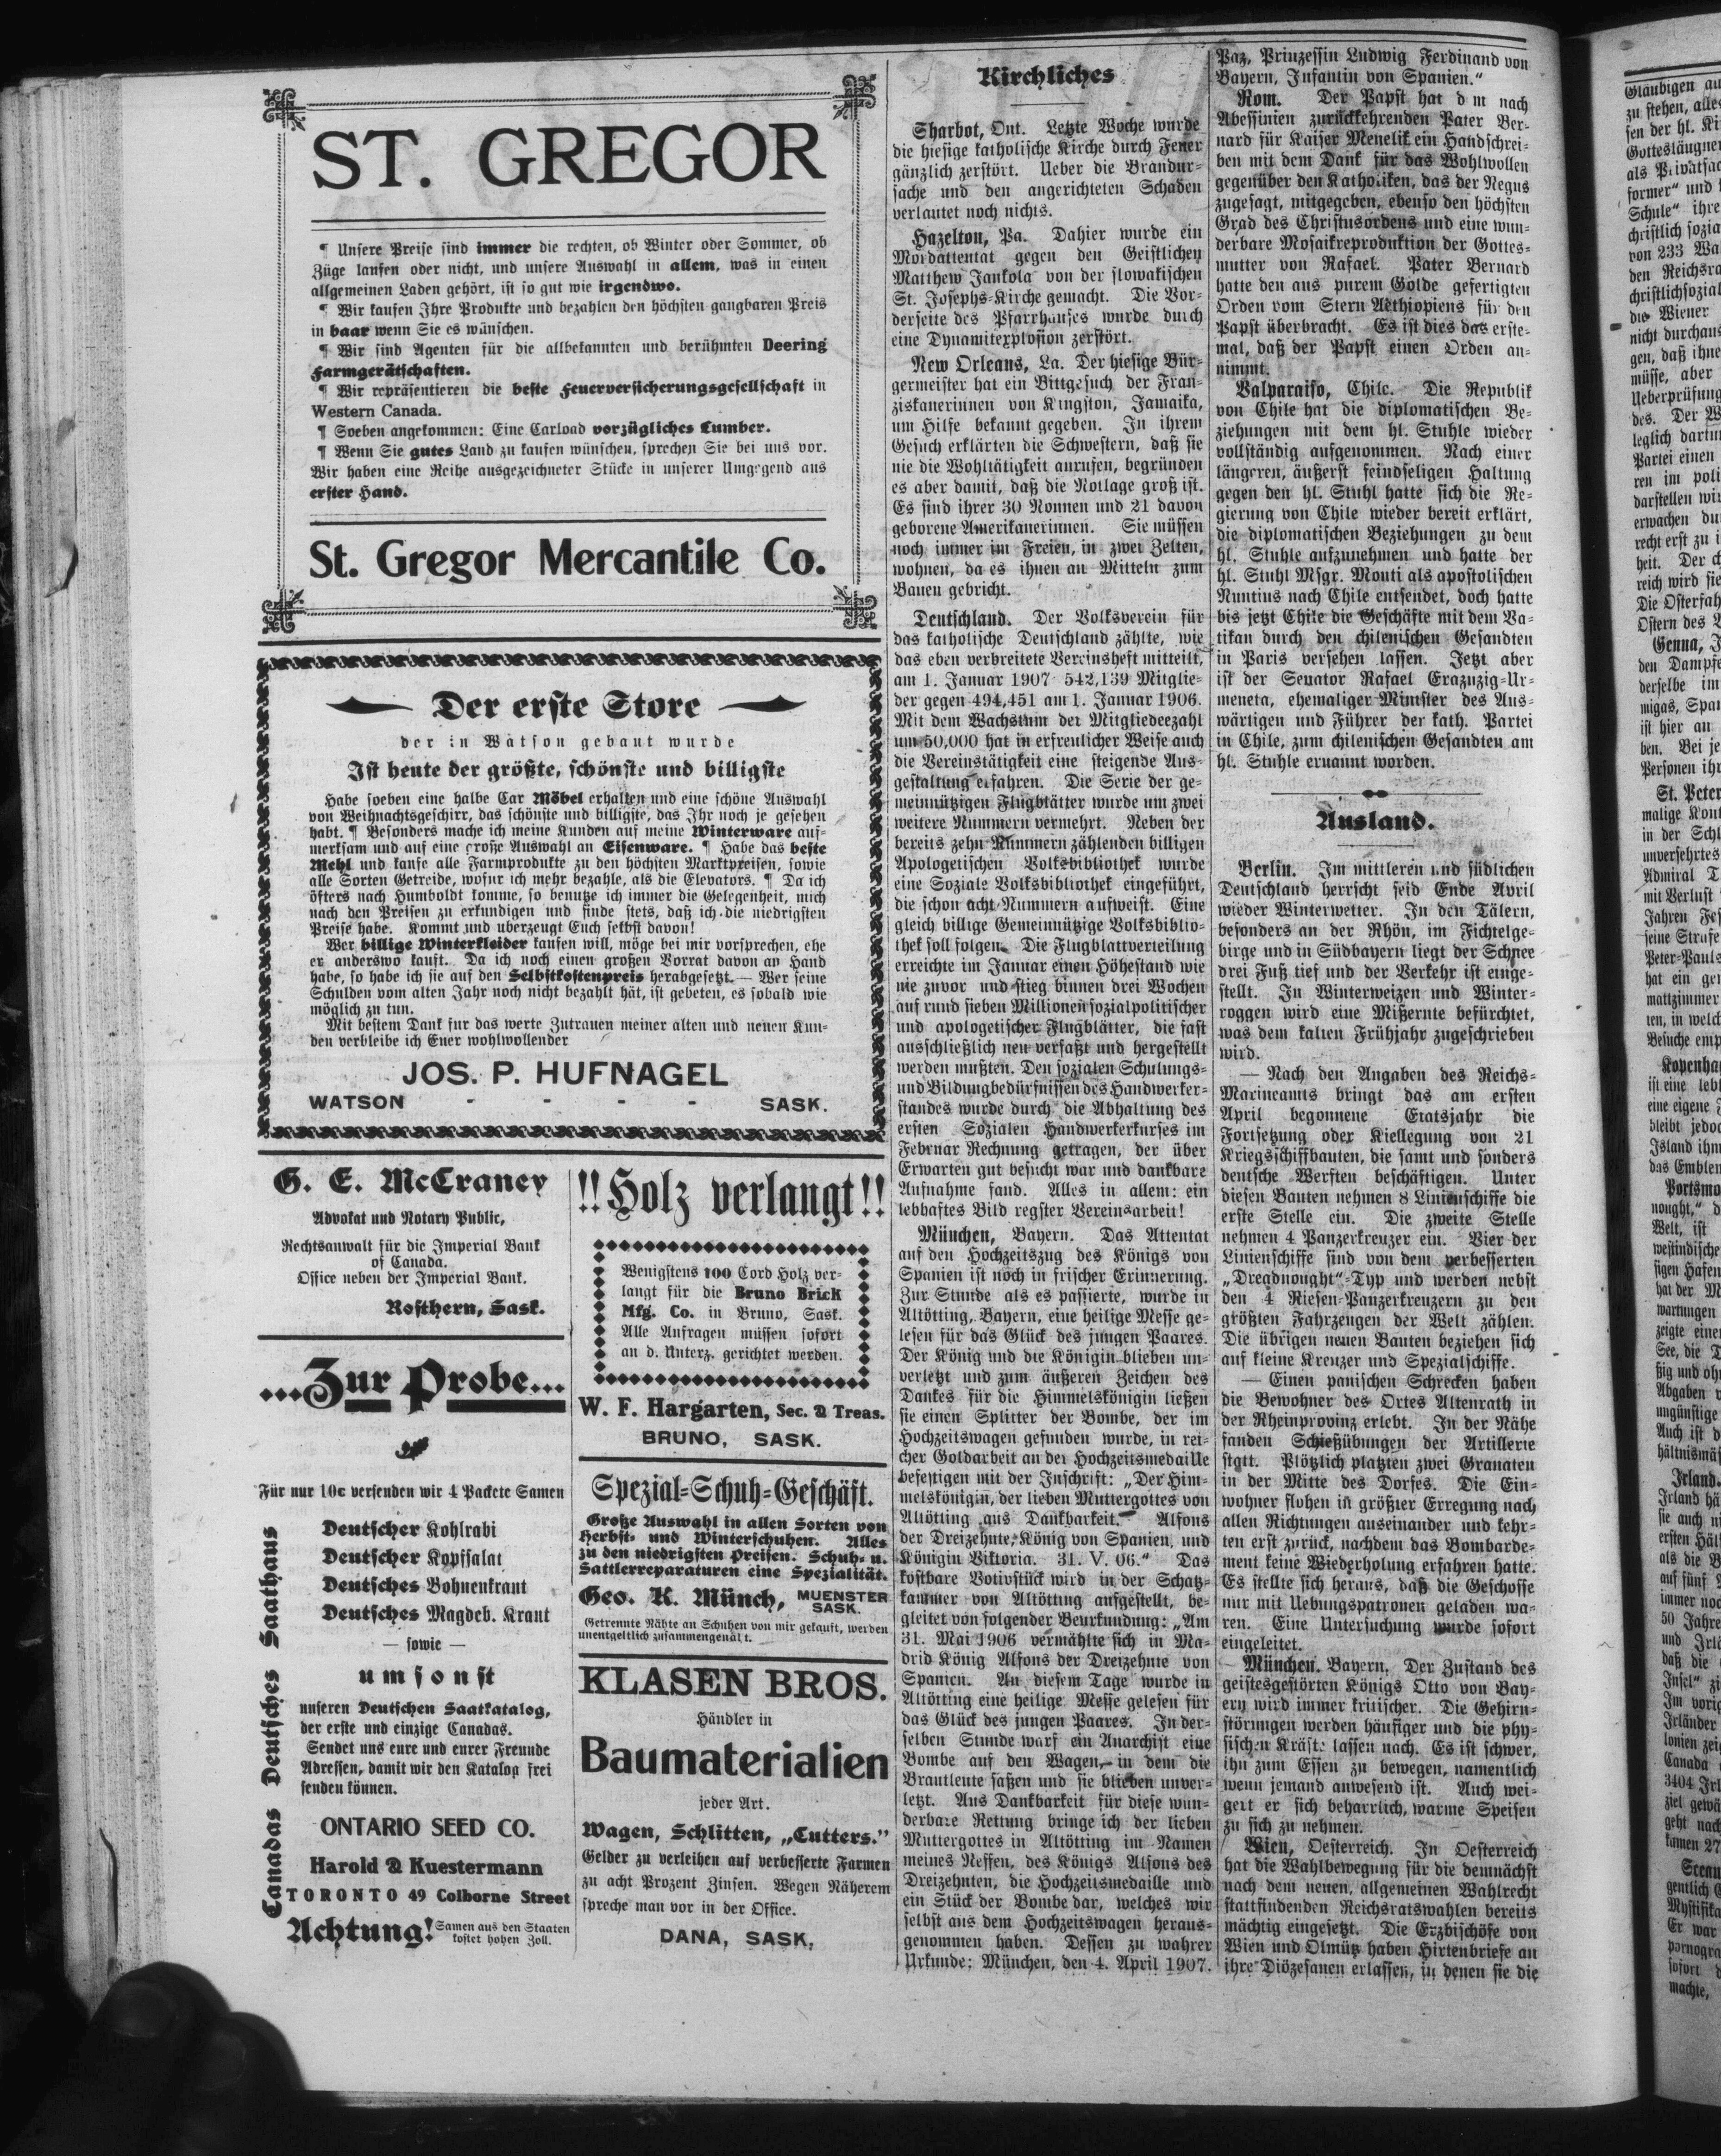 ST. GREGOR
¶ Unsere Preise sind immer die rechten, ob Winter oder Sommer, ob
Züge laufen oder nicht, und unsere Auswahl in allem, was in einen
allgemeinen Laden gehört, ist so gut wie irgendwo.
¶ Wir kaufen Ihre Produkte und bezahlen den höchsten gangbaren Preis
in baar wenn Sie es wünschen.
¶ Wir sind Agenten für die allbekannten und berühmten Deering
Farmgerätschaften.
¶ Wir repräsentieren die beste Feuerversicherungsgesellschaft in
Western Canada.
¶ Soeben angekommen: Eine Carload vorzügliches Lumber.
¶ Wenn Sie gutes Land zu kaufen wünschen, sprechen Sie bei uns vor.
Wir haben eine Reihe ausgezeichneter Stücke in unserer Umgegend aus
erster Hand.
St. Gregor Mercantile Co.
Der erste Store
der in Watson gebaut wurde
Ist heute der größte, schönste und billigste
Habe soeben eine halbe Car Möbel erhalten und eine schöne Auswahl
von Weihnachtsgeschirr, das schönste und billigste, das Ihr noch je gesehen
habt. ¶ Besonders mache ich meine Kunden auf meine Winterware auf-
merksam und auf eine große Auswahl an Eisenware. ¶ Habe das beste
Mehl und kaufe alle Farmprodukte zu den höchsten Marktpreisen, sowie
alle Sorten Getreide, wofür ich mehr bezahle, als die Elevators. ¶ Da ich
öfters nach Humboldt komme, so benutze ich immer die Gelegenheit, mich
nach den Preisen zu erkundigen und finde stets, daß ich die niedrigsten
Preise habe. Kommt und überzeugt Euch selbst davon!
Wer billige Winterkleider kaufen will, möge bei mir vorsprechen, ehe
er anderswo kauft. Da ich noch einen großen Vorrat davon an Hand
habe, so habe ich sie auf den Selbstkostenpreis herabgesetzt. — Wer seine
Schulden vom alten Jahr noch nicht bezahlt hät, ist gebeten, es sobald wie
möglich zu tun.
Mit bestem Dank für das werte Zutrauen meiner alten und neuen Kun-
den verbleibe ich Euer wohlwollender
JOS. P. HUFNAGEL
WATSON - - - - SASK.
G. E. McCraney
Advokat und Notary Public,
Rechtsanwalt für die Imperial Bank
of Canada.
Office neben der Imperial Bank.
Rosthern, Sask.
...Zur Probe...
Für nur 10c versenden wir 4 Packete Samen
Deutscher Kohlrabi
Deutscher Kopfsalat
Deutsches Bohnenkraut
Deutsches Magdeb. Kraut
— sowie —
umsonst
unseren Deutschen Saatkatalog,
der erste und einzige Canadas.
Sendet uns eure und eurer Freunde
Adressen, damit wir den Katalog frei
senden können.
ONTARIO SEED CO.
Harold & Kuestermann
TORONTO 49 Colborne Street
Achtung! Samen aus den Staaten
kostet hohen Zoll.
Canadas Deutsches Saathaus
!!Holz verlangt!!
Wenigstens 100 Cord Holz ver-
langt für die Bruno Brick
Mfg. Co. in Bruno, Sask.
Alle Anfragen müssen sofort
an d. Unterz. gerichtet werden.
W. F. Hargarten, Sec. & Treas.
BRUNO, SASK.
Spezial-Schuh-Geschäft.
Große Auswahl in allen Sorten von
Herbst- und Winterschuhen. Alles
zu den niedrigsten Preisen. Schuh- u.
Sattlerreparaturen eine Spezialität.
Geo. K. Münch, MUENSTER
SASK.
Getrennte Nähte an Schuhen von mir gekauft, werden
unentgeltlich zusammengenäht.
KLASEN BROS.
Händler in
Baumaterialien
jeder Art.
Wagen, Schlitten, „Cutters.”
Gelder zu verleihen auf verbesserte Farmen
zu acht Prozent Zinsen. Wegen Näherem
spreche man vor in der Office.
DANA, SASK.
Kirchliches
Sharbot, Ont. Letzte Woche wurde
die hiesige katholische Kirche durch Feuer
gänzlich zerstört. Ueber die Brandur-
sache und den angerichteten Schaden
verlautet noch nichts.
Hazelton, Pa. Dahier wurde ein
Mordattentat gegen den Geistlichen
Matthew Jankola von der slowakischen
St. Josephs-Kirche gemacht. Die Vor-
derseite des Pfarrhauses wurde durch
eine Dynamitexplosion zerstört.
New Orleans, La. Der hiesige Bür-
germeister hat ein Bittgesuch der Fran-
ziskanerinnen von Kingston, Jamaika,
um Hilfe bekannt gegeben. In ihrem
Gesuch erklärten die Schwestern, daß sie
nie die Wohltätigkeit anrufen, begründen
es aber damit, daß die Notlage groß ist.
Es sind ihrer 30 Nonnen und 21 davon
geborene Amerikanerinnen. Sie müssen
noch immer im Freien, in zwei Zelten,
wohnen, da es ihnen an Mitteln zum
Bauen gebricht.
Deutschland. Der Volksverein für
das katholische Deutschland zählte, wie
das eben verbreitete Vereinsheft mitteilt,
am 1. Januar 1907 542,139 Mitglie-
der gegen 494,451 am 1. Januar 1906.
Mit dem Wachstum der Mitgliederzahl
um 50,000 hat in erfreulicher Weise auch
die Vereinstätigkeit eine steigende Aus-
gestaltung erfahren. Die Serie der ge-
meinnützigen Flugblätter wurde um zwei
weitere Nummern vermehrt. Neben der
bereits zehn Nummern zählenden billigen
Apologetischen Volksbibliothek wurde
eine Soziale Volksbibliothek eingeführt,
die schon acht Nummern aufweist. Eine
gleich billige Gemeinnützige Volksbiblio-
thek soll folgen. Die Flugblattverteilung
erreichte im Januar einen Höhestand wie
nie zuvor und stieg binnen drei Wochen
auf rund sieben Millionen sozialpolitischer
und apologetischer Flugblätter, die fast
ausschließlich neu verfaßt und hergestellt
werden mußten. Den sozialen Schulungs-
und Bildungbedürfnissen des Handwerker-
standes wurde durch die Abhaltung des
ersten Sozialen Handwerkerkurses im
Februar Rechnung getragen, der über
Erwarten gut besucht war und dankbare
Aufnahme fand. Alles in allem: ein
lebhaftes Bild regster Vereinsarbeit!
München, Bayern. Das Attentat
auf den Hochzeitszug des Königs von
Spanien ist noch in frischer Erinnerung.
Zur Stunde als es passierte, wurde in
Altötting, Bayern, eine heilige Messe ge-
lesen für das Glück des jungen Paares.
Der König und die Königin blieben un-
verletzt und zum äußeren Zeichen des
Dankes für die Himmelskönigin ließen
sie einen Splitter der Bombe, der im
Hochzeitswagen gefunden wurde, in rei-
cher Goldarbeit an der Hochzeitsmedaille
befestigen mit der Inschrift: „Der Him-
melskönigin, der lieben Muttergottes von
Altötting aus Dankbarkeit. Alfons
der Dreizehnte, König von Spanien, und
Königin Viktoria. 31. V. 06.“ Das
kostbare Votivstück wird in der Schatz-
kammer von Altötting aufgestellt, be-
gleitet von folgender Beurkundung: „Am
31. Mai 1906 vermählte sich in Ma-
drid König Alfons der Dreizehnte von
Spanien. An diesem Tage wurde in
Altötting eine heilige Messe gelesen für
das Glück des jungen Paares. In der-
selben Stunde warf ein Anarchist eine
Bombe auf den Wagen, in dem die
Brautleute saßen und sie blieben unver-
letzt. Aus Dankbarkeit für diese wun-
derbare Rettung bringe ich der lieben
Muttergottes in Altötting im Namen
meines Neffen, des Königs Alfons des
Dreizehnten, die Hochzeitsmedaille und
ein Stück der Bombe dar, welches wir
selbst aus dem Hochzeitswagen heraus-
genommen haben. Dessen zu wahrer
Urkunde: München, den 4. April 1907.
Paz, Prinzessin Ludwig Ferdinand von
Bayern, Infantin von Spanien.“
Rom. Der Papst hat dem nach
Abessinien zurückkehrenden Pater Ber-
nard für Kaiser Menelik ein Handschrei-
ben mit dem Dank für das Wohlwollen
gegenüber den Katholiken, das der Negus
zugesagt, mitgegeben, ebenso den höchsten
Grad des Christusordens und eine wun-
derbare Mosaikreproduktion der Gottes-
mutter von Rafael. Pater Bernard
hatte den aus purem Golde gefertigten
Orden vom Stern Aethiopiens für den
Papst überbracht. Es ist dies das erste-
mal, daß der Papst einen Orden an-
nimmt.
Valparaiso, Chile. Die Republik
von Chile hat die diplomatischen Be-
ziehungen mit dem hl. Stuhle wieder
vollständig aufgenommen. Nach einer
längeren, äußerst feindseligen Haltung
gegen den hl. Stuhl hatte sich die Re-
gierung von Chile wieder bereit erklärt,
die diplomatischen Beziehungen zu dem
hl. Stuhle aufzunehmen und hatte der
hl. Stuhl Msgr. Monti als apostolischen
Nuntius nach Chile entsendet, doch hatte
bis jetzt Chile die Geschäfte mit dem Va-
tikan durch den chilenischen Gesandten
in Paris versehen lassen. Jetzt aber
ist der Senator Rafael Erazuzig-Ur-
meneta, ehemaliger Minister des Aus-
wärtigen und Führer der kath. Partei
in Chile, zum chilenischen Gesandten am
hl. Stuhle ernannt worden.
Ausland.
Berlin. Im mittleren und südlichen
Deutschland herrscht seid Ende April
wieder Winterwetter. In den Tälern,
besonders an der Rhön, im Fichtelge-
birge und in Südbayern liegt der Schnee
drei Fuß tief und der Verkehr ist einge-
stellt. In Winterweizen und Winter-
roggen wird eine Mißernte befürchtet,
was dem kalten Frühjahr zugeschrieben
wird.
— Nach den Angaben des Reichs-
Marineamts bringt das am ersten
April begonnene Etatsjahr die
Fortsetzung oder Kiellegung von 21
Kriegsschiffbauten, die samt und sonders
deutsche Werften beschäftigen. Unter
diesen Bauten nehmen 8 Linienschiffe die
erste Stelle ein. Die zweite Stelle
nehmen 4 Panzerkreuzer ein. Vier der
Linienschiffe sind von dem verbesserten
„Dreadnought“-Typ und werden nebst
den 4 Riesen-Panzerkreuzern zu den
größten Fahrzeugen der Welt zählen.
Die übrigen neuen Bauten beziehen sich
auf kleine Kreuzer und Spezialschiffe.
— Einen panischen Schrecken haben
die Bewohner des Ortes Altenrath in
der Rheinprovinz erlebt. In der Nähe
fanden Schießübungen der Artillerie
statt. Plötzlich platzten zwei Granaten
in der Mitte des Dorfes. Die Ein-
wohner flohen in größter Erregung nach
allen Richtungen auseinander und kehr-
ten erst zurück, nachdem das Bombarde-
ment keine Wiederholung erfahren hatte.
Es stellte sich heraus, daß die Geschosse
nur mit Uebungspatronen geladen wa-
ren. Eine Untersuchung wurde sofort
eingeleitet.
München, Bayern. Der Zustand des
geistesgestörten Königs Otto von Bay-
ern wird immer kritischer. Die Gehirn-
störungen werden häufiger und die phy-
sischen Kräfte lassen nach. Es ist schwer,
ihn zum Essen zu bewegen, namentlich
wenn jemand anwesend ist. Auch wei-
gert er sich beharrlich, warme Speisen
zu sich zu nehmen.
Wien, Oesterreich. In Oesterreich
hat die Wahlbewegung für die demnächst
nach dem neuen, allgemeinen Wahlrecht
stattfindenden Reichsratswahlen bereits
mächtig eingesetzt. Die Erzbischöfe von
Wien und Olmütz haben Hirtenbriefe an
ihre Diözesanen erlassen, in denen sie die